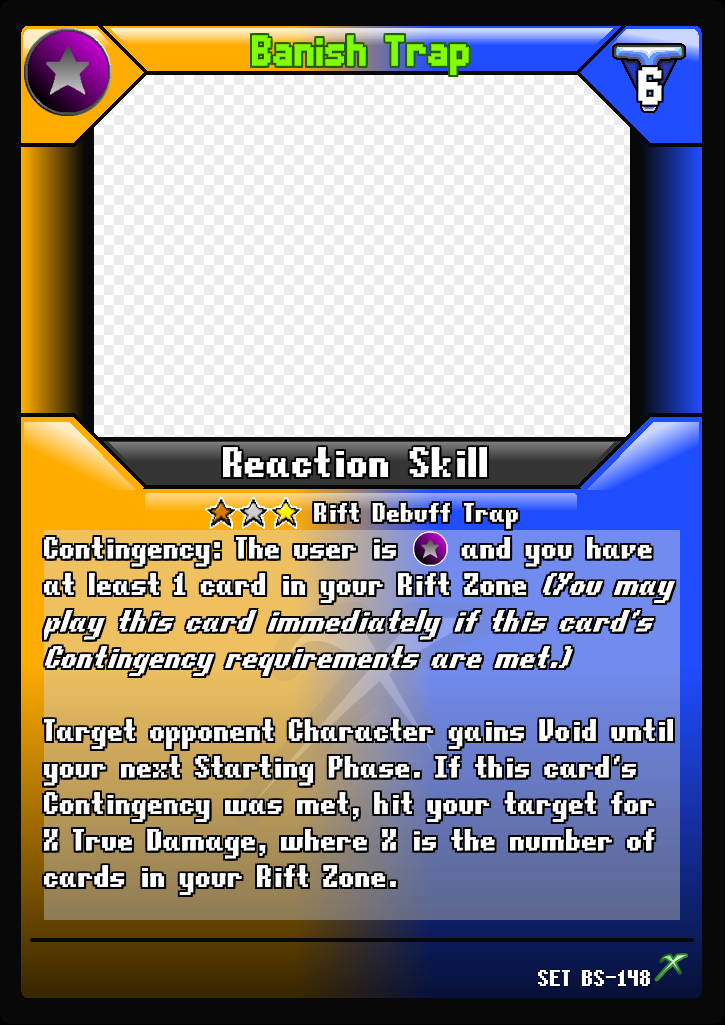 Banish Trap
6
Reaction Skill
Rift Debuff Trap
Contingency: The user is and you have
at least 1 card in your Rift Zone (You may
play this card immediately if this card's
Contingency requirements are met.)
Target opponent Character gains Void until
your next Starting Phase. If this card's
Contingency was met, hit your target for
X True Damage, where X is the number of
cards in your Rift Zone.
SET BS-148